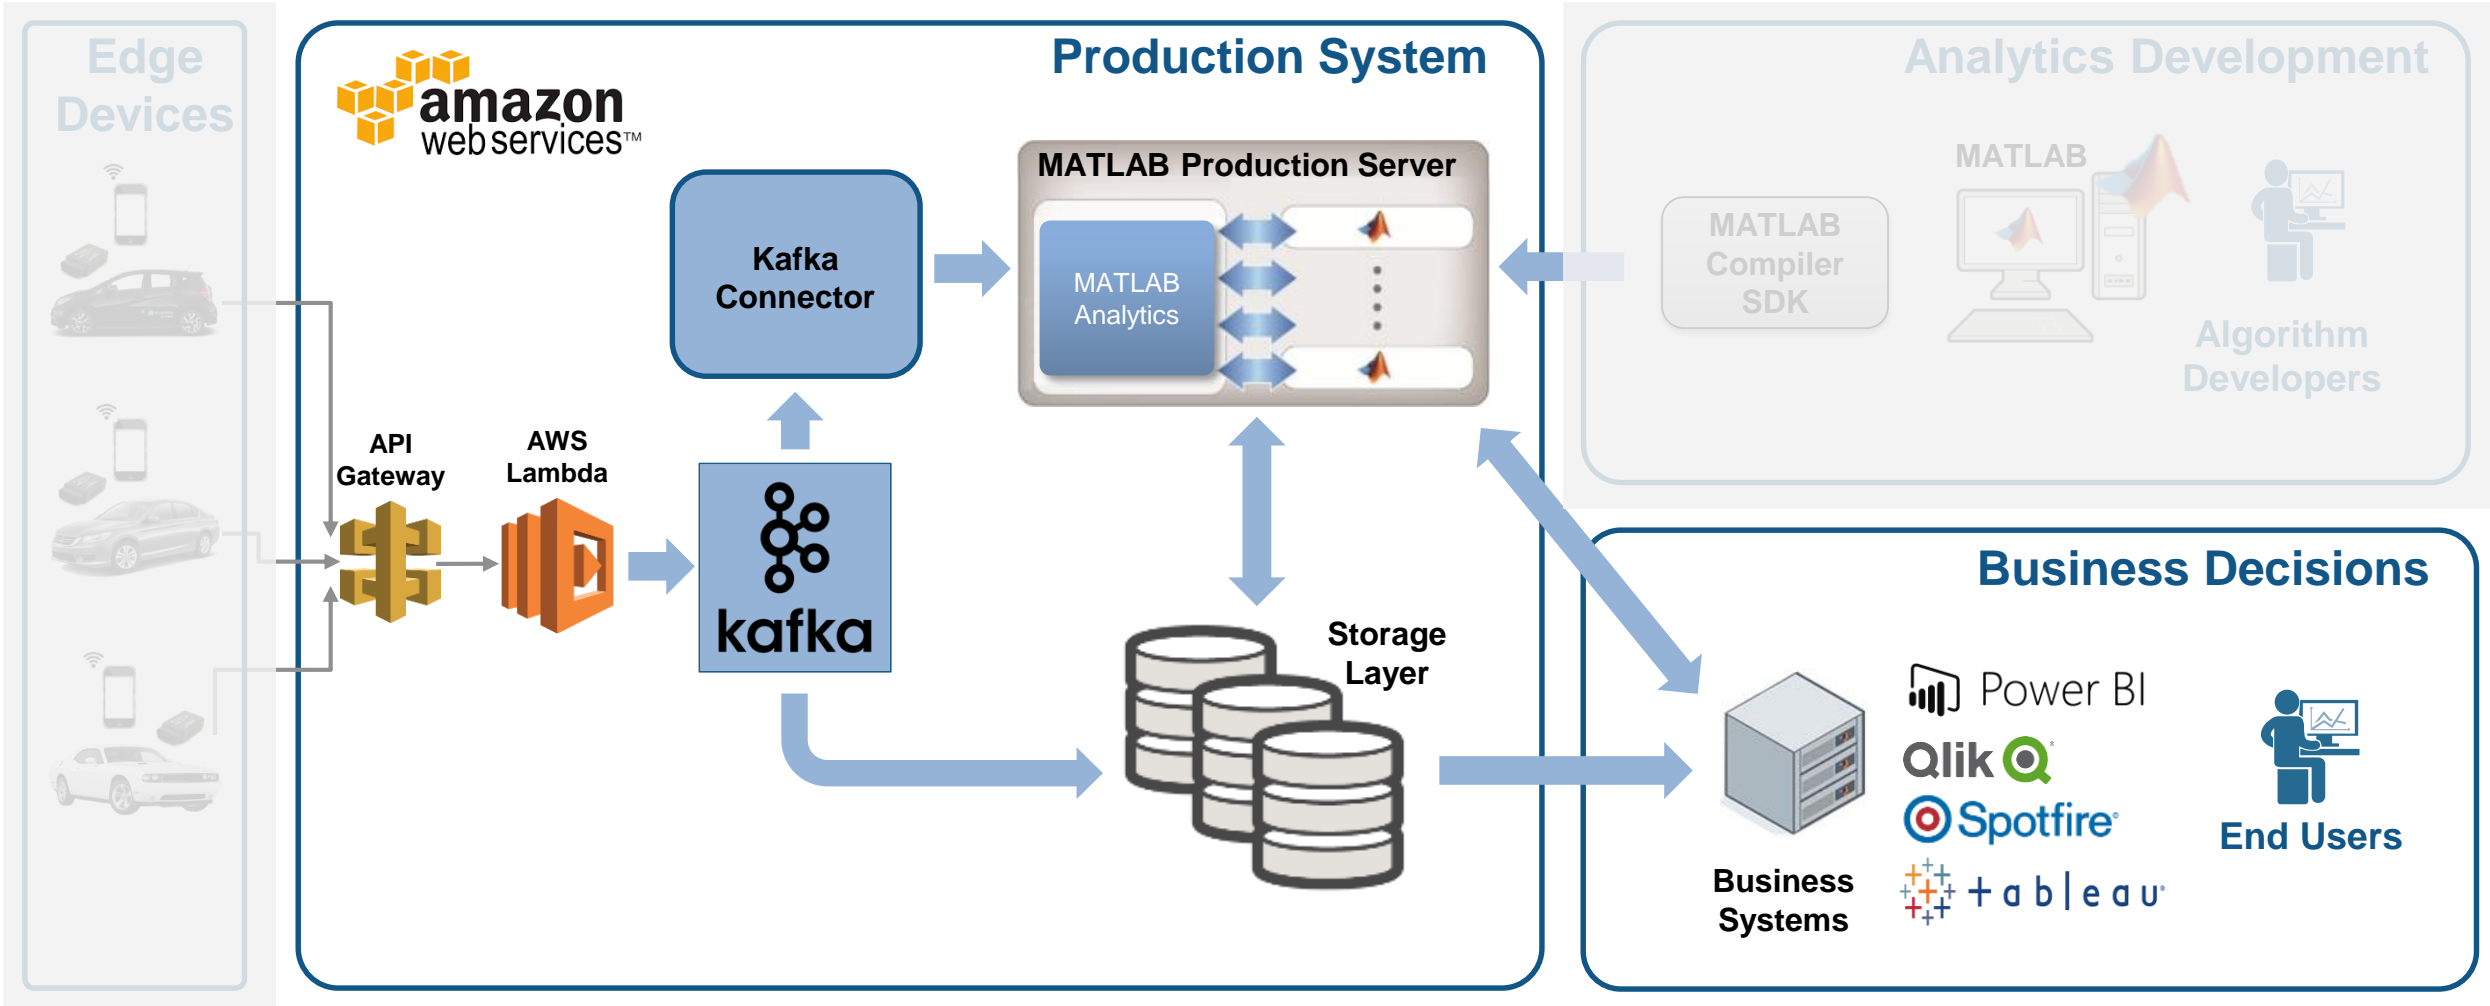 Edge
Devices
amazon
web services™
Production System
API
Gateway
AWS
Lambda
Kafka
Connector
kafka
MATLAB Production Server
MATLAB
Analytics
Storage
Layer
Analytics Development
MATLAB
Compiler
SDK
MATLAB
Algorithm
Developers
Business Decisions
Business
Systems
Power BI
Qlik
Spotfire®
+ableau®
End Users